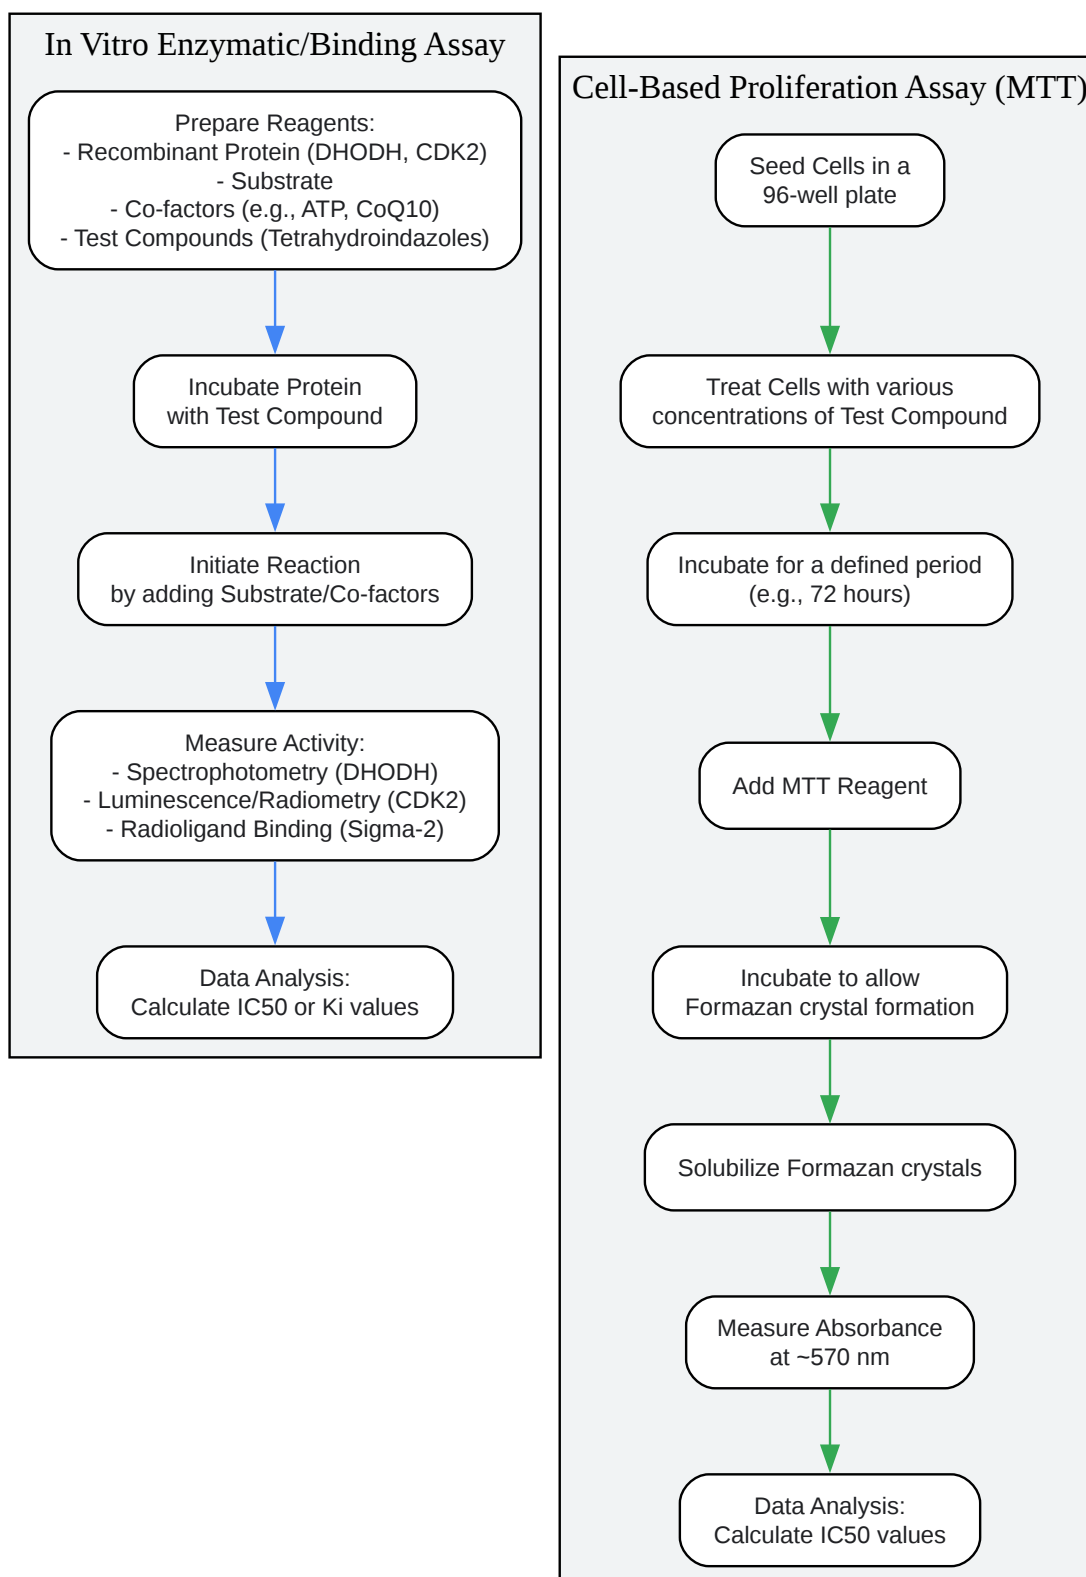 In Vitro Enzymatic/Binding Assay
Prepare Reagents:
- Recombinant Protein (DHODH, CDK2)
- Substrate
- Co-factors (e.g., ATP, CoQ10)
- Test Compounds (Tetrahydroindazoles)
Incubate Protein
with Test Compound
Initiate Reaction
by adding Substrate/Co-factors
Measure Activity:
- Spectrophotometry (DHODH)
- Luminescence/Radiometry (CDK2)
- Radioligand Binding (Sigma-2)
Data Analysis:
Calculate IC50 or Ki values
Cell-Based Proliferation Assay (MTT)
Seed Cells in a
96-well plate
Treat Cells with various
concentrations of Test Compound
Incubate for a defined period
(e.g., 72 hours)
Add MTT Reagent
Incubate to allow
Formazan crystal formation
Solubilize Formazan crystals
Measure Absorbance
at ~570 nm
Data Analysis:
Calculate IC50 values